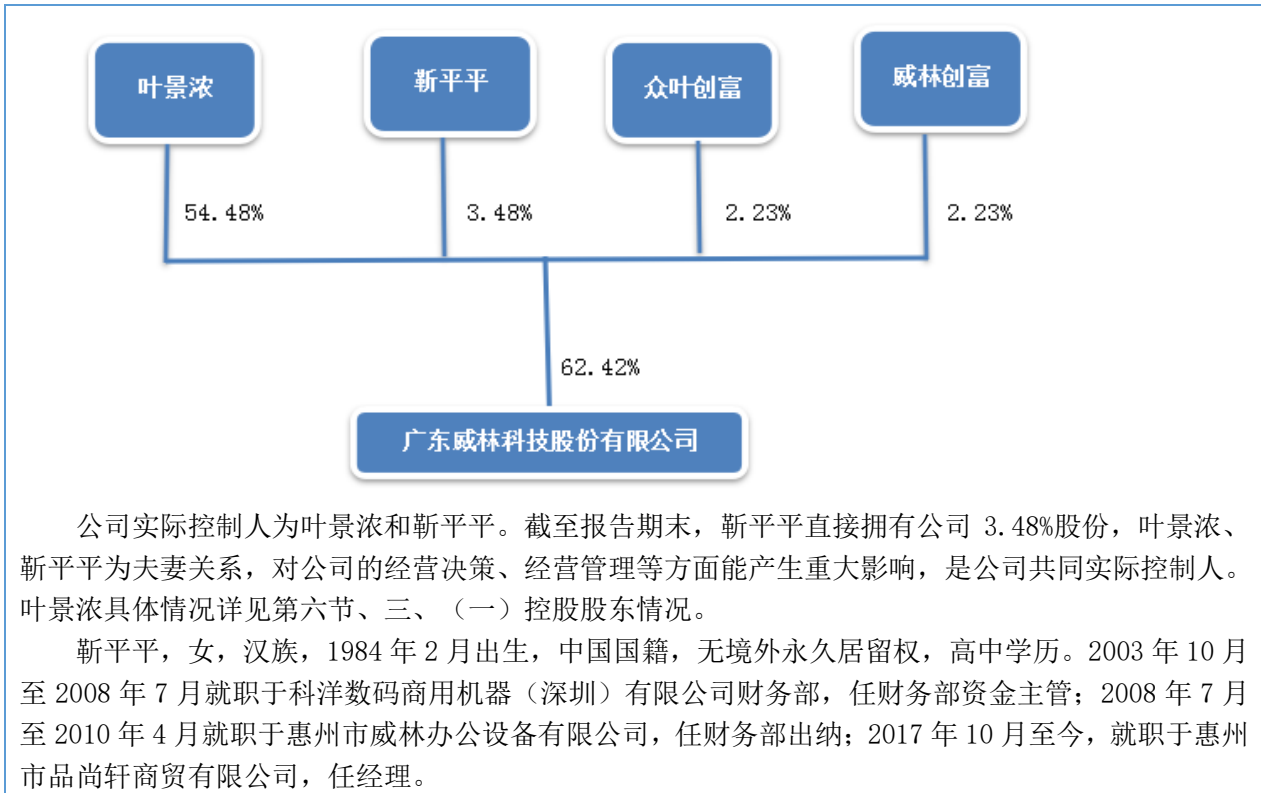 叶景浓
靳平平
众叶创富
威林创富
54.48%
3.48%
2.23%
2.23%
62.42%
广东威林科技股份有限公司
公司实际控制人为叶景浓和靳平平。截至报告期末，靳平平直接拥有公司 3.48%股份，叶景浓、
靳平平为夫妻关系，对公司的经营决策、经营管理等方面能产生重大影响，是公司共同实际控制人。
叶景浓具体情况详见第六节、三、（一）控股股东情况。
靳平平，女，汉族，1984 年 2 月出生，中国国籍，无境外永久居留权，高中学历。2003 年 10 月
至 2008 年 7 月就职于科洋数码商用机器（深圳）有限公司财务部，任财务部资金主管；2008 年 7 月
至 2010 年 4 月就职于惠州市威林办公设备有限公司，任财务部出纳；2017 年 10 月至今，就职于惠州
市品尚轩商贸有限公司，任经理。